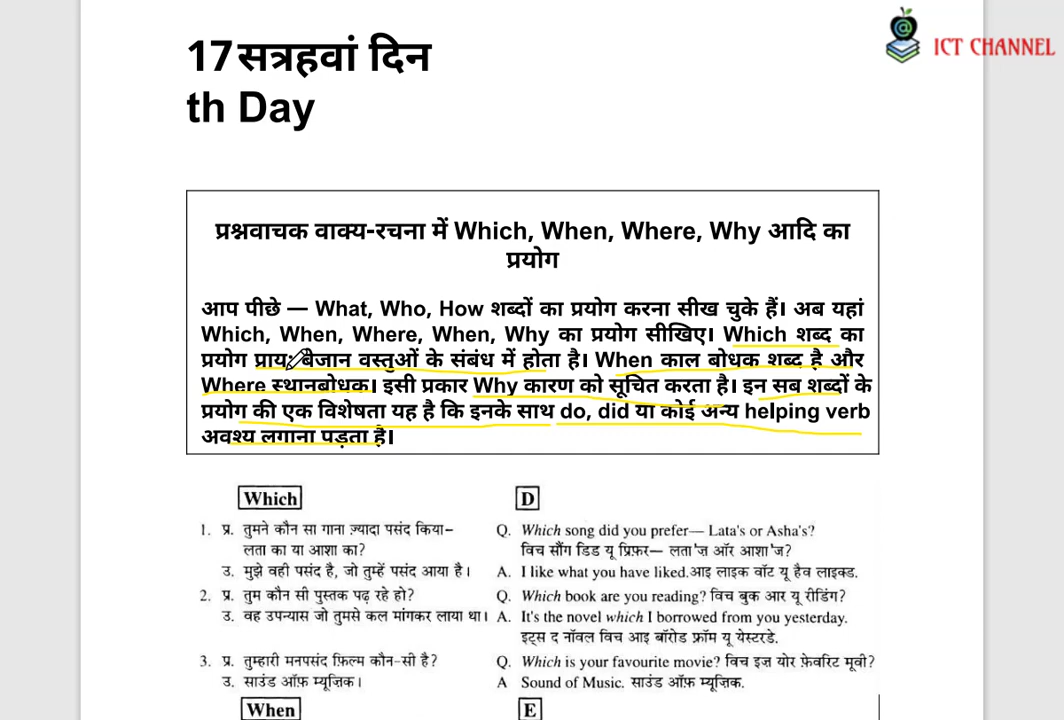 ICT CHANNEL
17सत्रहवां दिन
th Day
प्रश्नवाचक वाक्य-रचना में Which, When, Where, Why आदि का
प्रयोग
आप पीछे — What, Who, How शब्दों का प्रयोग करना सीख चुके हैं। अब यहां
Which, When, Where, When, Why का प्रयोग सीखिए। Which शब्द का
प्रयोग प्राय: बेजान वस्तुओं के संबंध में होता है। When काल बोधक शब्द है और
Where स्थानबोधक। इसी प्रकार Why कारण को सूचित करता है। इन सब शब्दों के
प्रयोग की एक विशेषता यह है कि इनके साथ do, did या कोई अन्य helping verb
अवश्य लगाना पड़ता है।
Which D
1. प्र. तुमने कौन सा गाना ज़्यादा पसंद किया– Q. Which song did you prefer— Lata's or Asha's?
लता का या आशा का? विच सौंग डिड यू प्रिफ़र— लता'ज़ ऑर आशा'ज?
उ. मुझे वही पसंद है, जो तुम्हें पसंद आया है। A. I like what you have liked.आइ लाइक वॉट यू हैव लाइक्ड.
2. प्र. तुम कौन सी पुस्तक पढ़ रहे हो? Q. Which book are you reading? विच बुक आर यू रीडिंग?
उ. वह उपन्यास जो तुमसे कल मांगकर लाया था। A. It's the novel which I borrowed from you yesterday.
इट्स द नॉवल विच आइ बॉरोड फ़्रॉम यू येस्टरडे.
3. प्र. तुम्हारी मनपसंद फ़िल्म कौन-सी है? Q. Which is your favourite movie? विच इज़ योर फ़ेवरिट मूवी?
उ. साउंड ऑफ़ म्यूज़िक। A Sound of Music. साउंड ऑफ़ म्यूज़िक.
When E